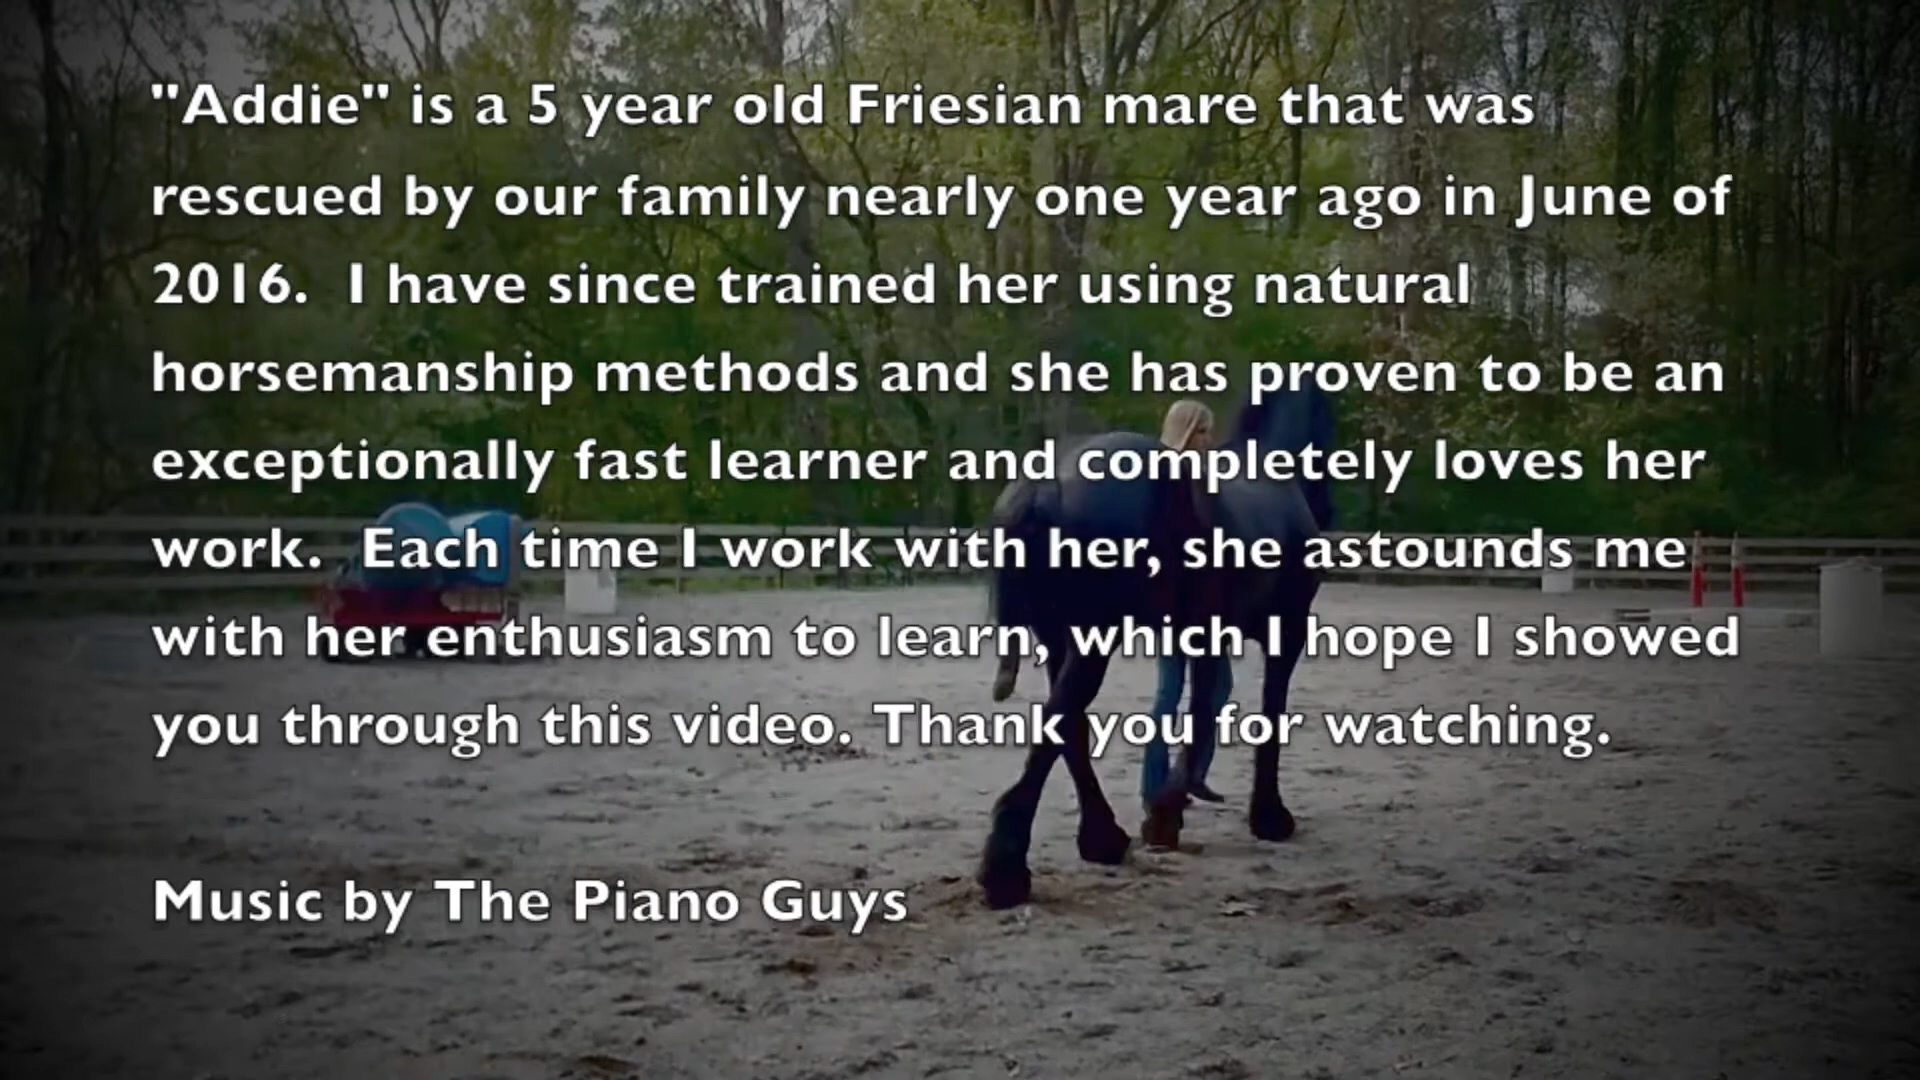 "Addie" is a 5 year old Friesian mare that was
rescued by our family nearly one year ago in June of
2016.  I have since trained her using natural
horsemanship methods and she has proven to be an
exceptionally fast learner and completely loves her
work.  Each time I work with her, she astounds me
with her enthusiasm to learn, which I hope I showed
you through this video. Thank you for watching.
Music by The Piano Guys